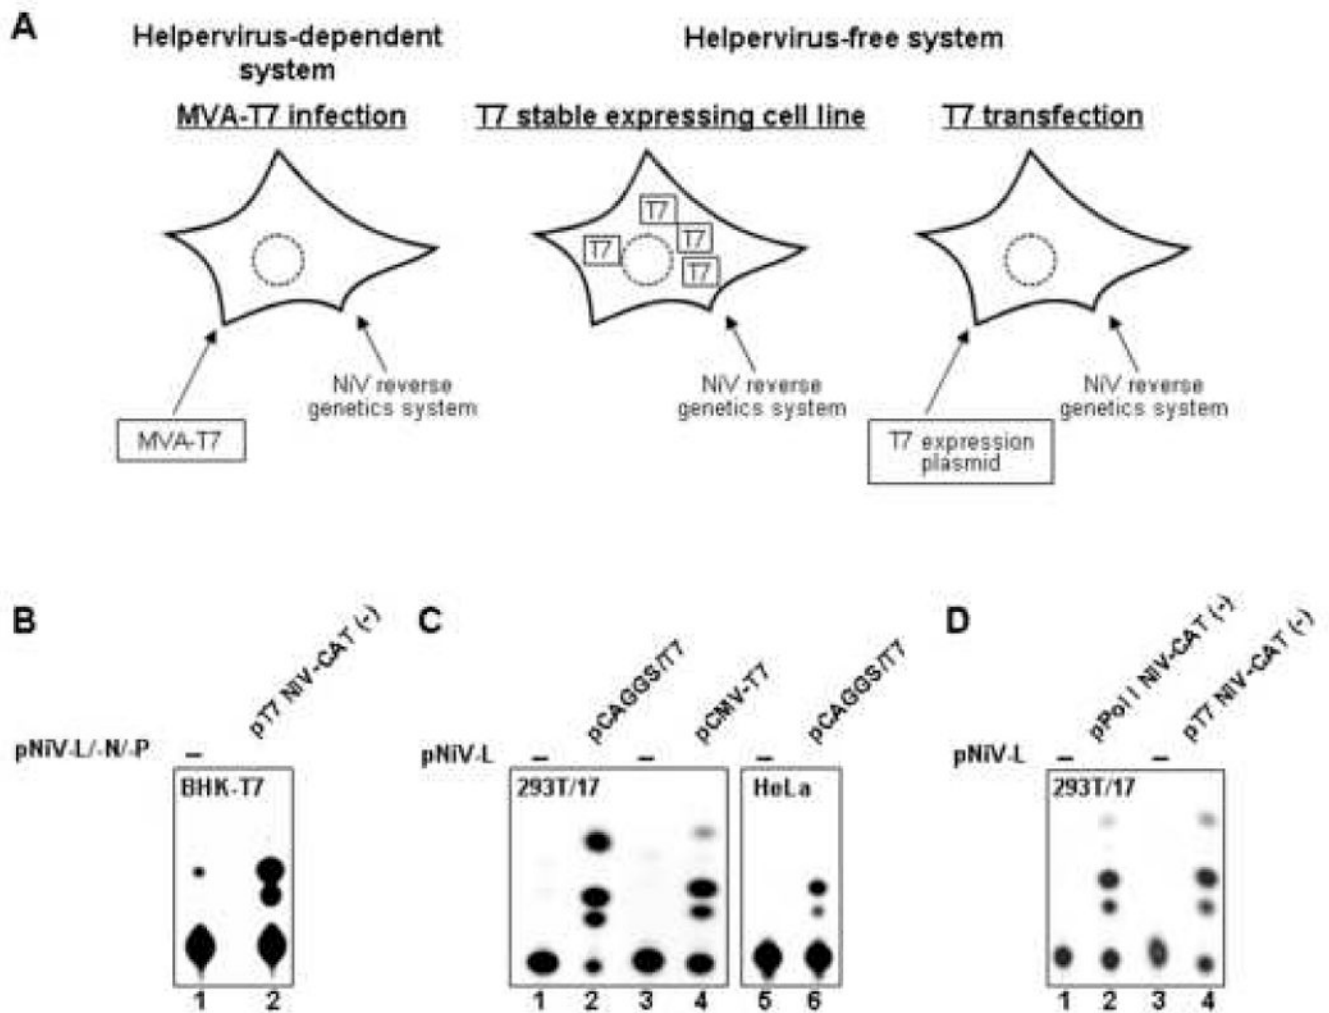 A
Helpervirus-dependent
system
Helpervirus-free system
MVA-T7 infection
T7 stable expressing cell line
T7 transfection
T7
T7
T7
T7
NiV reverse
genetics system
NiV reverse
genetics system
NiV reverse
genetics system
MVA-T7
T7 expression
plasmid
B
pT7 NIV-CAT (-)
pNiV-L/-N/-P
–
BHK-T7
1 2
C
pCAGGS/T7
pCMV-T7
pCAGGS/T7
pNiV-L
– – –
293T/17
HeLa
1 2 3 4 5 6
D
pPol I NIV-CAT (-)
pT7 NIV-CAT (-)
pNiV-L
– –
293T/17
1 2 3 4